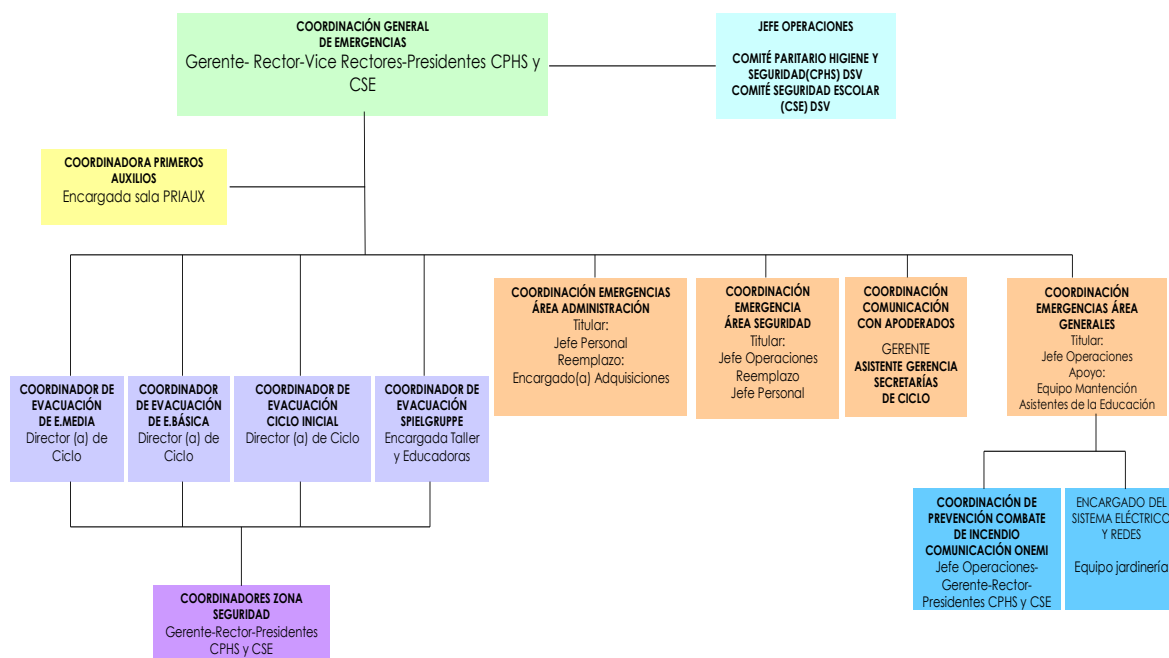 COORDINACIÓN GENERAL
DE EMERGENCIAS
Gerente- Rector-Vice Rectores-Presidentes CPHS y
CSE
JEFE OPERACIONES
COMITÉ PARITARIO HIGIENE Y
SEGURIDAD(CPHS) DSV
COMITÉ SEGURIDAD ESCOLAR
(CSE) DSV
COORDINADORA PRIMEROS
AUXILIOS
Encargada sala PRIAUX
COORDINACIÓN EMERGENCIAS
ÁREA ADMINISTRACIÓN
Titular:
Jefe Personal
Reemplazo:
Encargado(a) Adquisiciones
COORDINACIÓN
EMERGENCIA
ÁREA SEGURIDAD
Titular:
Jefe Operaciones
Reemplazo
Jefe Personal
COORDINACIÓN
COMUNICACIÓN
CON APODERADOS
GERENTE
ASISTENTE GERENCIA
SECRETARÍAS
DE CICLO
COORDINACIÓN
EMERGENCIAS ÁREA
GENERALES
Titular:
Jefe Operaciones
Apoyo:
Equipo Mantención
Asistentes de la Educación
COORDINADOR DE
EVACUACIÓN
DE E.MEDIA
Director (a) de
Ciclo
COORDINADOR
DE EVACUACIÓN
DE E.BÁSICA
Director (a) de
Ciclo
COORDINADOR DE
EVACUACIÓN
CICLO INICIAL
Director (a) de Ciclo
COORDINADOR DE
EVACUACIÓN
SPIELGRUPPE
Encargada Taller
y Educadoras
COORDINACIÓN DE
PREVENCIÓN COMBATE
DE INCENDIO
COMUNICACIÓN ONEMI
Jefe Operaciones-
Gerente-Rector-
Presidentes CPHS y CSE
ENCARGADO DEL
SISTEMA ELÉCTRICO
Y REDES
Equipo jardinería
COORDINADORES ZONA
SEGURIDAD
Gerente-Rector-Presidentes
CPHS y CSE